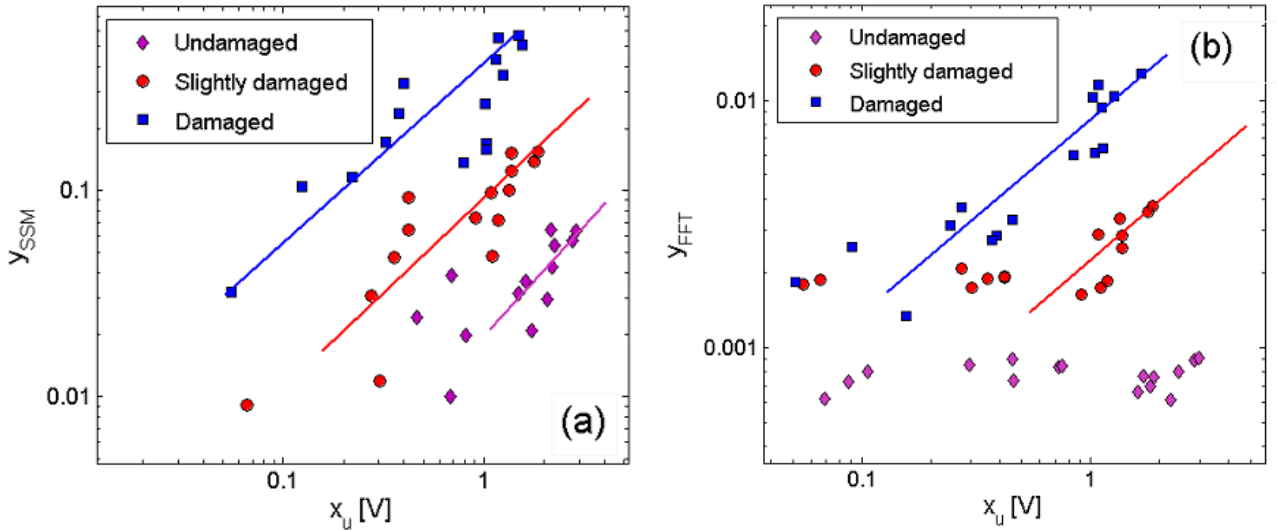 Undamaged
Slightly damaged
Damaged
0.1
0.01
y_SSM
0.1
1
x_u [V]
(a)
Undamaged
Slightly damaged
Damaged
(b)
0.01
0.001
y_FFT
0.1
1
x_u [V]